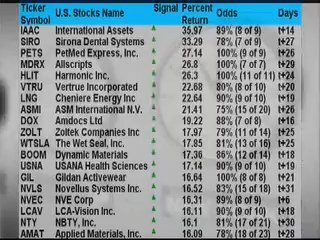 Ticker Symbol U.S. Stocks Name Signal Percent Return Odds Days
IAAC International Assets 35,97 89% (8 of 9) t+14
SIRO Sirona Dental Systems 33.29 78% (7 of 9) t+27
PETS PetMed Express, Inc. 27.14 100% (9 of 9) t+26
MDRX Allscripts 26.8 100% (7 of 7) t+29
HLIT Harmonic Inc. 26.3 100% (11 of 11) t+24
VTRU Vertrue Incorporated 22.68 80% (8 of 10) t+20
LNG Cheniere Energy Inc 22.64 90% (9 of 10) t+19
ASMI ASM International N.V. 21.41 75% (15 of 20) t+26
DOX Amdocs Ltd 19.22 88% (7 of 8) t+16
ZOLT Zoltek Companies Inc 17.97 79% (11 of 14) t+25
WTSLA The Wet Seal, Inc. 17.85 81% (13 of 16) t+25
BOOM Dynamic Materials 17,36 86% (12 of 14) t+18
USNA USANA Health Sciences 17.14 90% (9 of 10) t+19
GIL Gildan Activewear 16.64 100% (8 of 8) t+21
NVLS Novellus Systems Inc. 16.52 83% (15 of 18) t+31
NVEC NVE Corp 16,31 89% (8 of 9) t+6
LCAV LCA-Vision Inc. 16.11 90% (9 of 10) t+18
NTY NBTY, Inc. 16,1 81% (17 of 21) t+30
AMAT Applied Materials, Inc. 16.09 78% (18 of 23) t+28